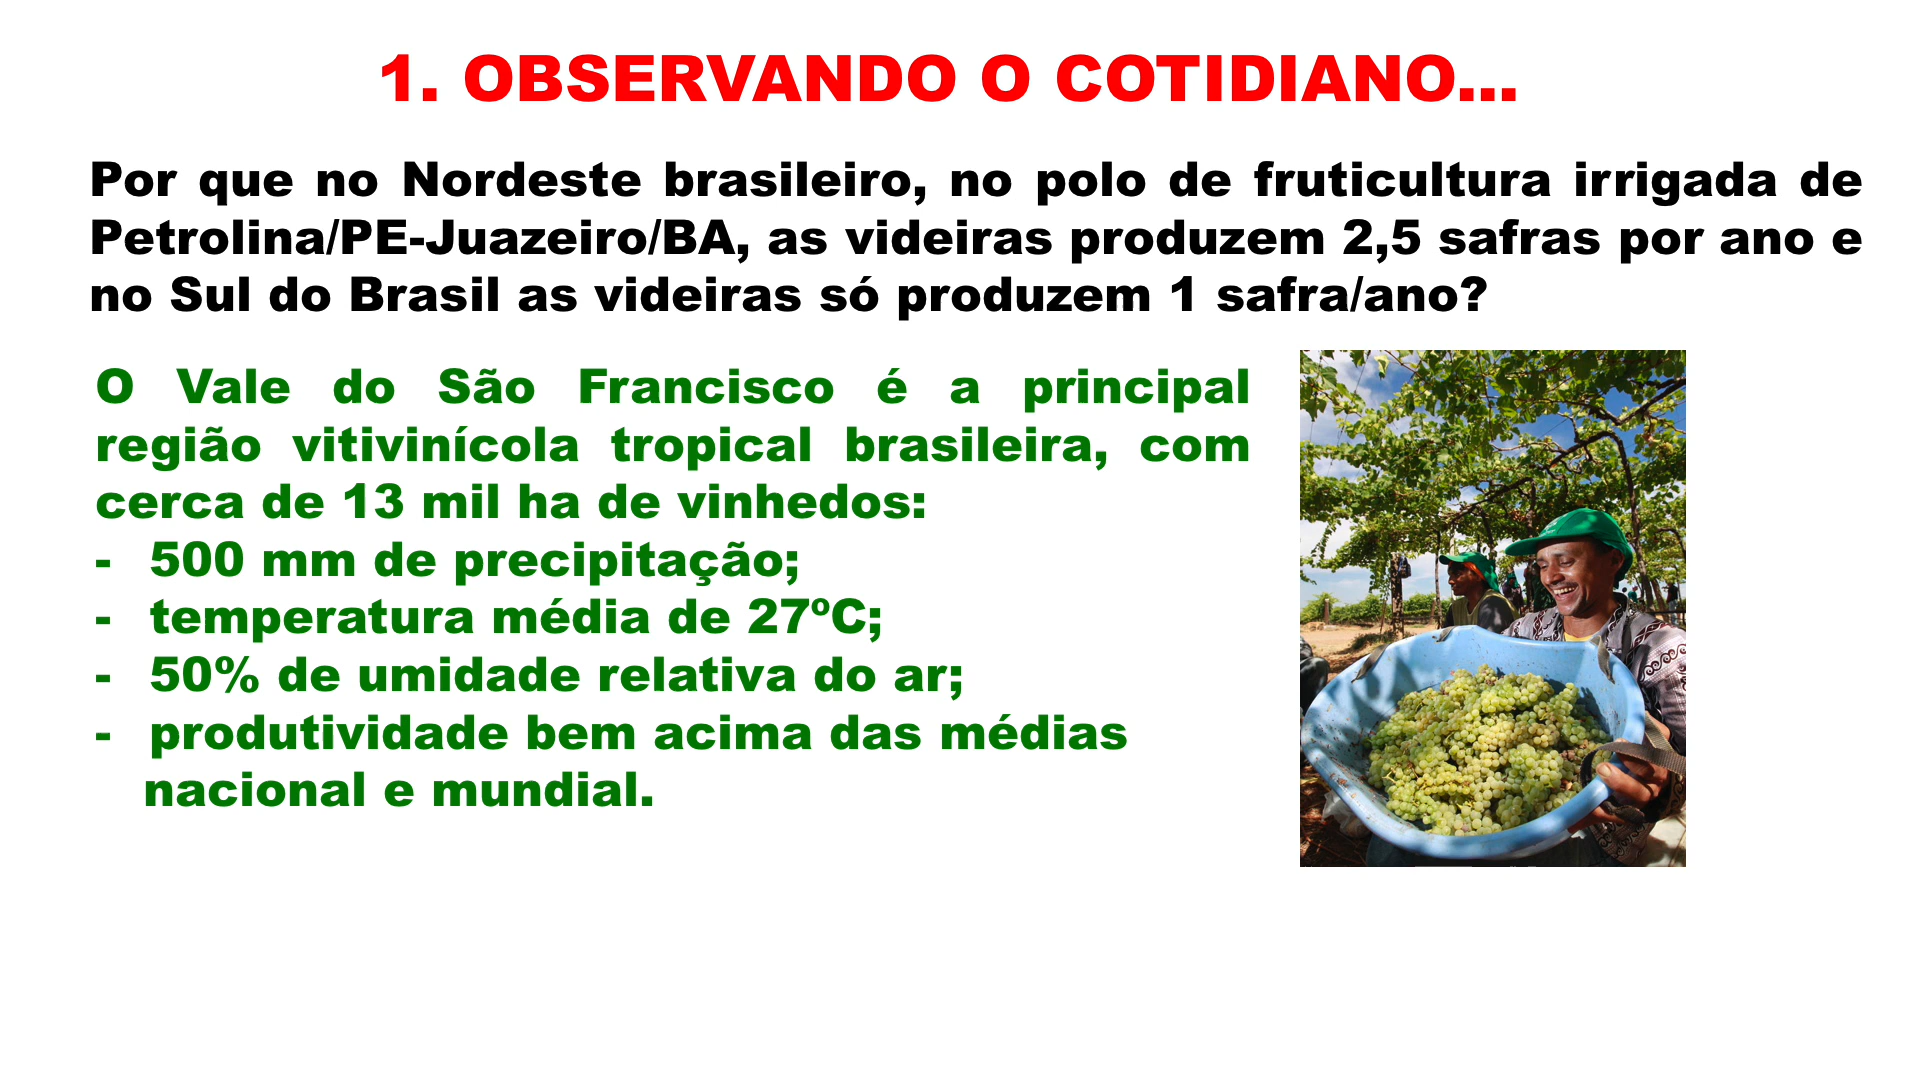 1. OBSERVANDO O COTIDIANO...
Por que no Nordeste brasileiro, no polo de fruticultura irrigada de
Petrolina/PE-Juazeiro/BA, as videiras produzem 2,5 safras por ano e
no Sul do Brasil as videiras só produzem 1 safra/ano?
O Vale do São Francisco é a principal
região vitivinícola tropical brasileira, com
cerca de 13 mil ha de vinhedos:
- 500 mm de precipitação;
- temperatura média de 27ºC;
- 50% de umidade relativa do ar;
- produtividade bem acima das médias
nacional e mundial.